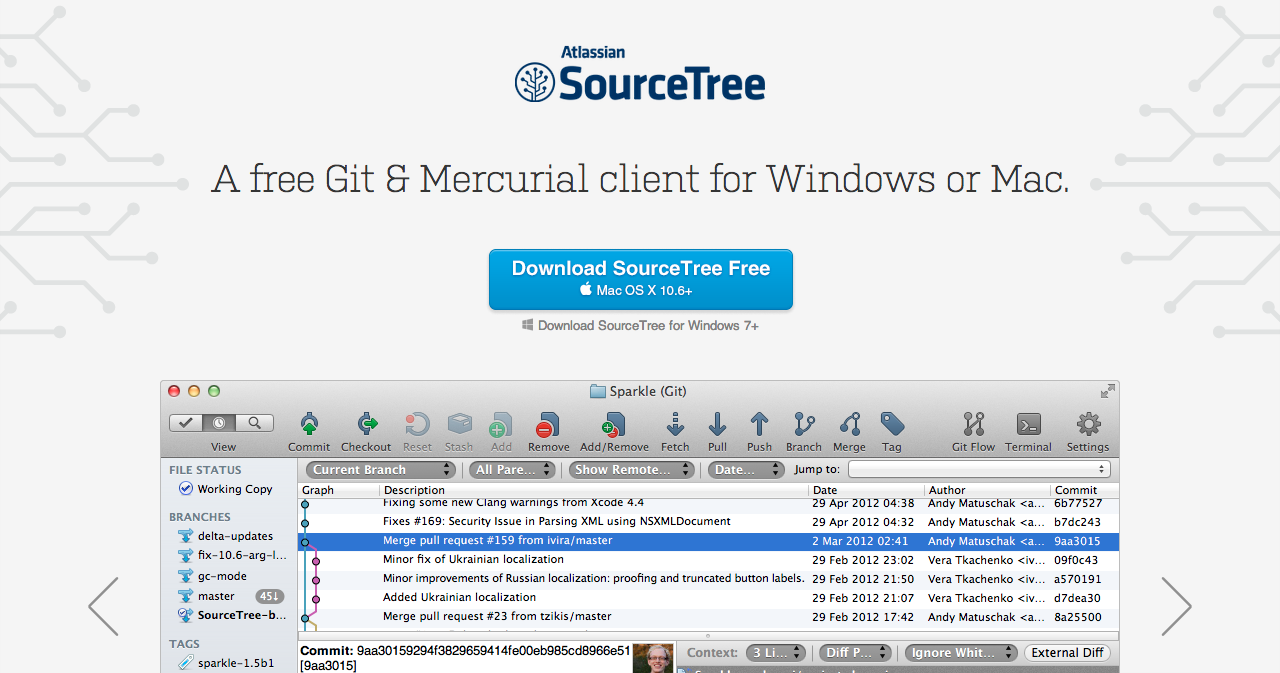 Atlassian
SourceTree
A free Git & Mercurial client for Windows or Mac.
Download SourceTree Free
Mac OS X 10.6+
Download SourceTree for Windows 7+
Sparkle (Git)
View Commit Checkout Reset Stash Add Remove Add/Remove Fetch Pull Push Branch Merge Tag Git Flow Terminal Settings
FILE STATUS
Working Copy
BRANCHES
delta-updates
fix-10.6-arg-l...
gc-mode
master 45↓
SourceTree-b...
TAGS
sparkle-1.5b1
Current Branch All Pare... Show Remote... Date... Jump to:
Graph Description Date Author Commit
Fixing some new Clang warnings from Xcode 4.4 29 Apr 2012 04:38 Andy Matuschak <a... 6b77527
Fixes #169: Security Issue in Parsing XML using NSXMLDocument 29 Apr 2012 04:32 Andy Matuschak <a... b7dc243
Merge pull request #159 from ivira/master 2 Mar 2012 02:41 Andy Matuschak <a... 9aa3015
Minor fix of Ukrainian localization 29 Feb 2012 23:02 Vera Tkachenko <iv... 09f0c43
Minor improvements of Russian localization: proofing and truncated button labels. 29 Feb 2012 21:50 Vera Tkachenko <iv... a570191
Added Ukrainian localization 29 Feb 2012 21:07 Vera Tkachenko <iv... d7dea30
Merge pull request #23 from tzikis/master 29 Feb 2012 17:42 Andy Matuschak <a... 8a25500
Commit: 9aa30159294f3829659414fe00eb985cd8966e51
[9aa3015]
Context: 3 Li... Diff P... Ignore Whit... External Diff